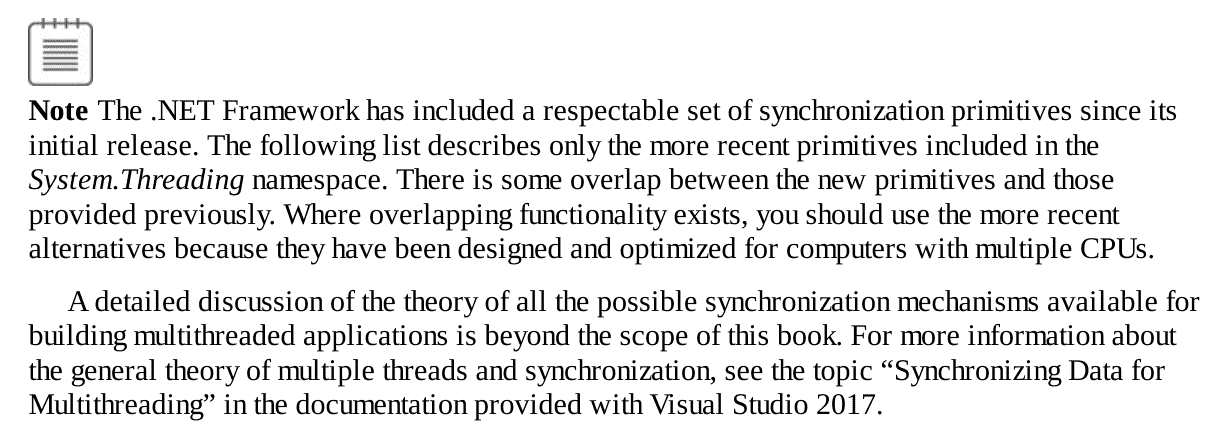 Note The .NET Framework has included a respectable set of synchronization primitives since its
initial release. The following list describes only the more recent primitives included in the
System.Threading namespace. There is some overlap between the new primitives and those
provided previously. Where overlapping functionality exists, you should use the more recent
alternatives because they have been designed and optimized for computers with multiple CPUs.
A detailed discussion of the theory of all the possible synchronization mechanisms available for
building multithreaded applications is beyond the scope of this book. For more information about
the general theory of multiple threads and synchronization, see the topic “Synchronizing Data for
Multithreading” in the documentation provided with Visual Studio 2017.